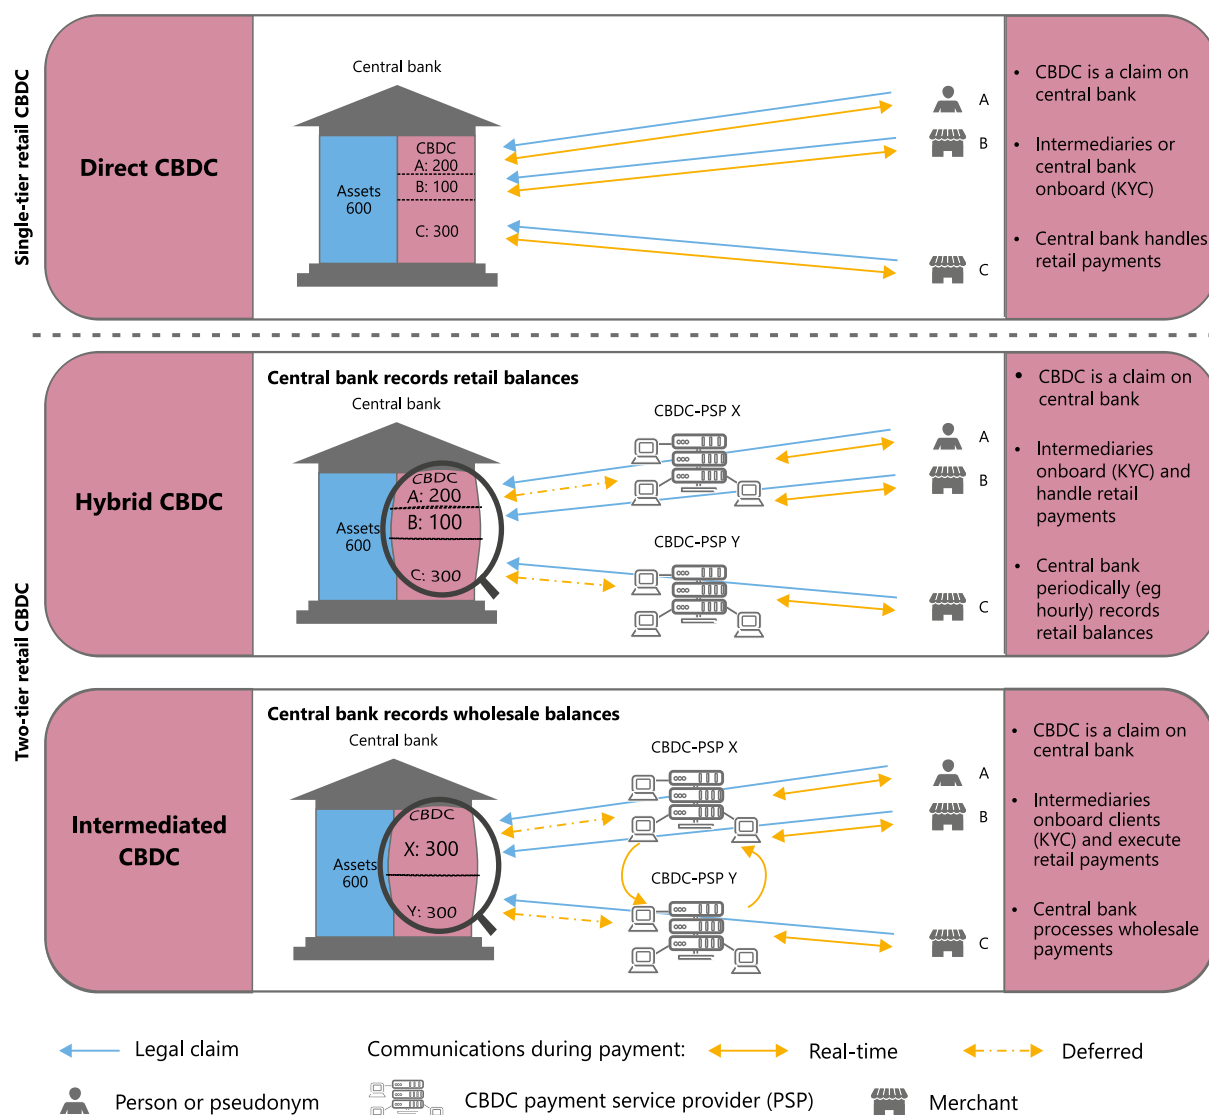 Single-tier retail CBDC
Direct CBDC
Central bank
Assets
600
CBDC
A: 200
B: 100
C: 300
A
B
C
• CBDC is a claim on
central bank
• Intermediaries or
central bank
onboard (KYC)
• Central bank handles
retail payments
Two-tier retail CBDC
Hybrid CBDC
Central bank records retail balances
Central bank
Assets
600
CBDC
A: 200
B: 100
C: 300
CBDC-PSP X
CBDC-PSP Y
A
B
C
• CBDC is a claim on
central bank
• Intermediaries
onboard (KYC) and
handle retail
payments
• Central bank
periodically (eg
hourly) records
retail balances
Intermediated
CBDC
Central bank records wholesale balances
Central bank
Assets
600
CBDC
X: 300
Y: 300
CBDC-PSP X
CBDC-PSP Y
A
B
C
• CBDC is a claim on
central bank
• Intermediaries
onboard clients
(KYC) and execute
retail payments
• Central bank
processes wholesale
payments
Legal claim
Communications during payment:
Real-time
Deferred
Person or pseudonym
CBDC payment service provider (PSP)
Merchant